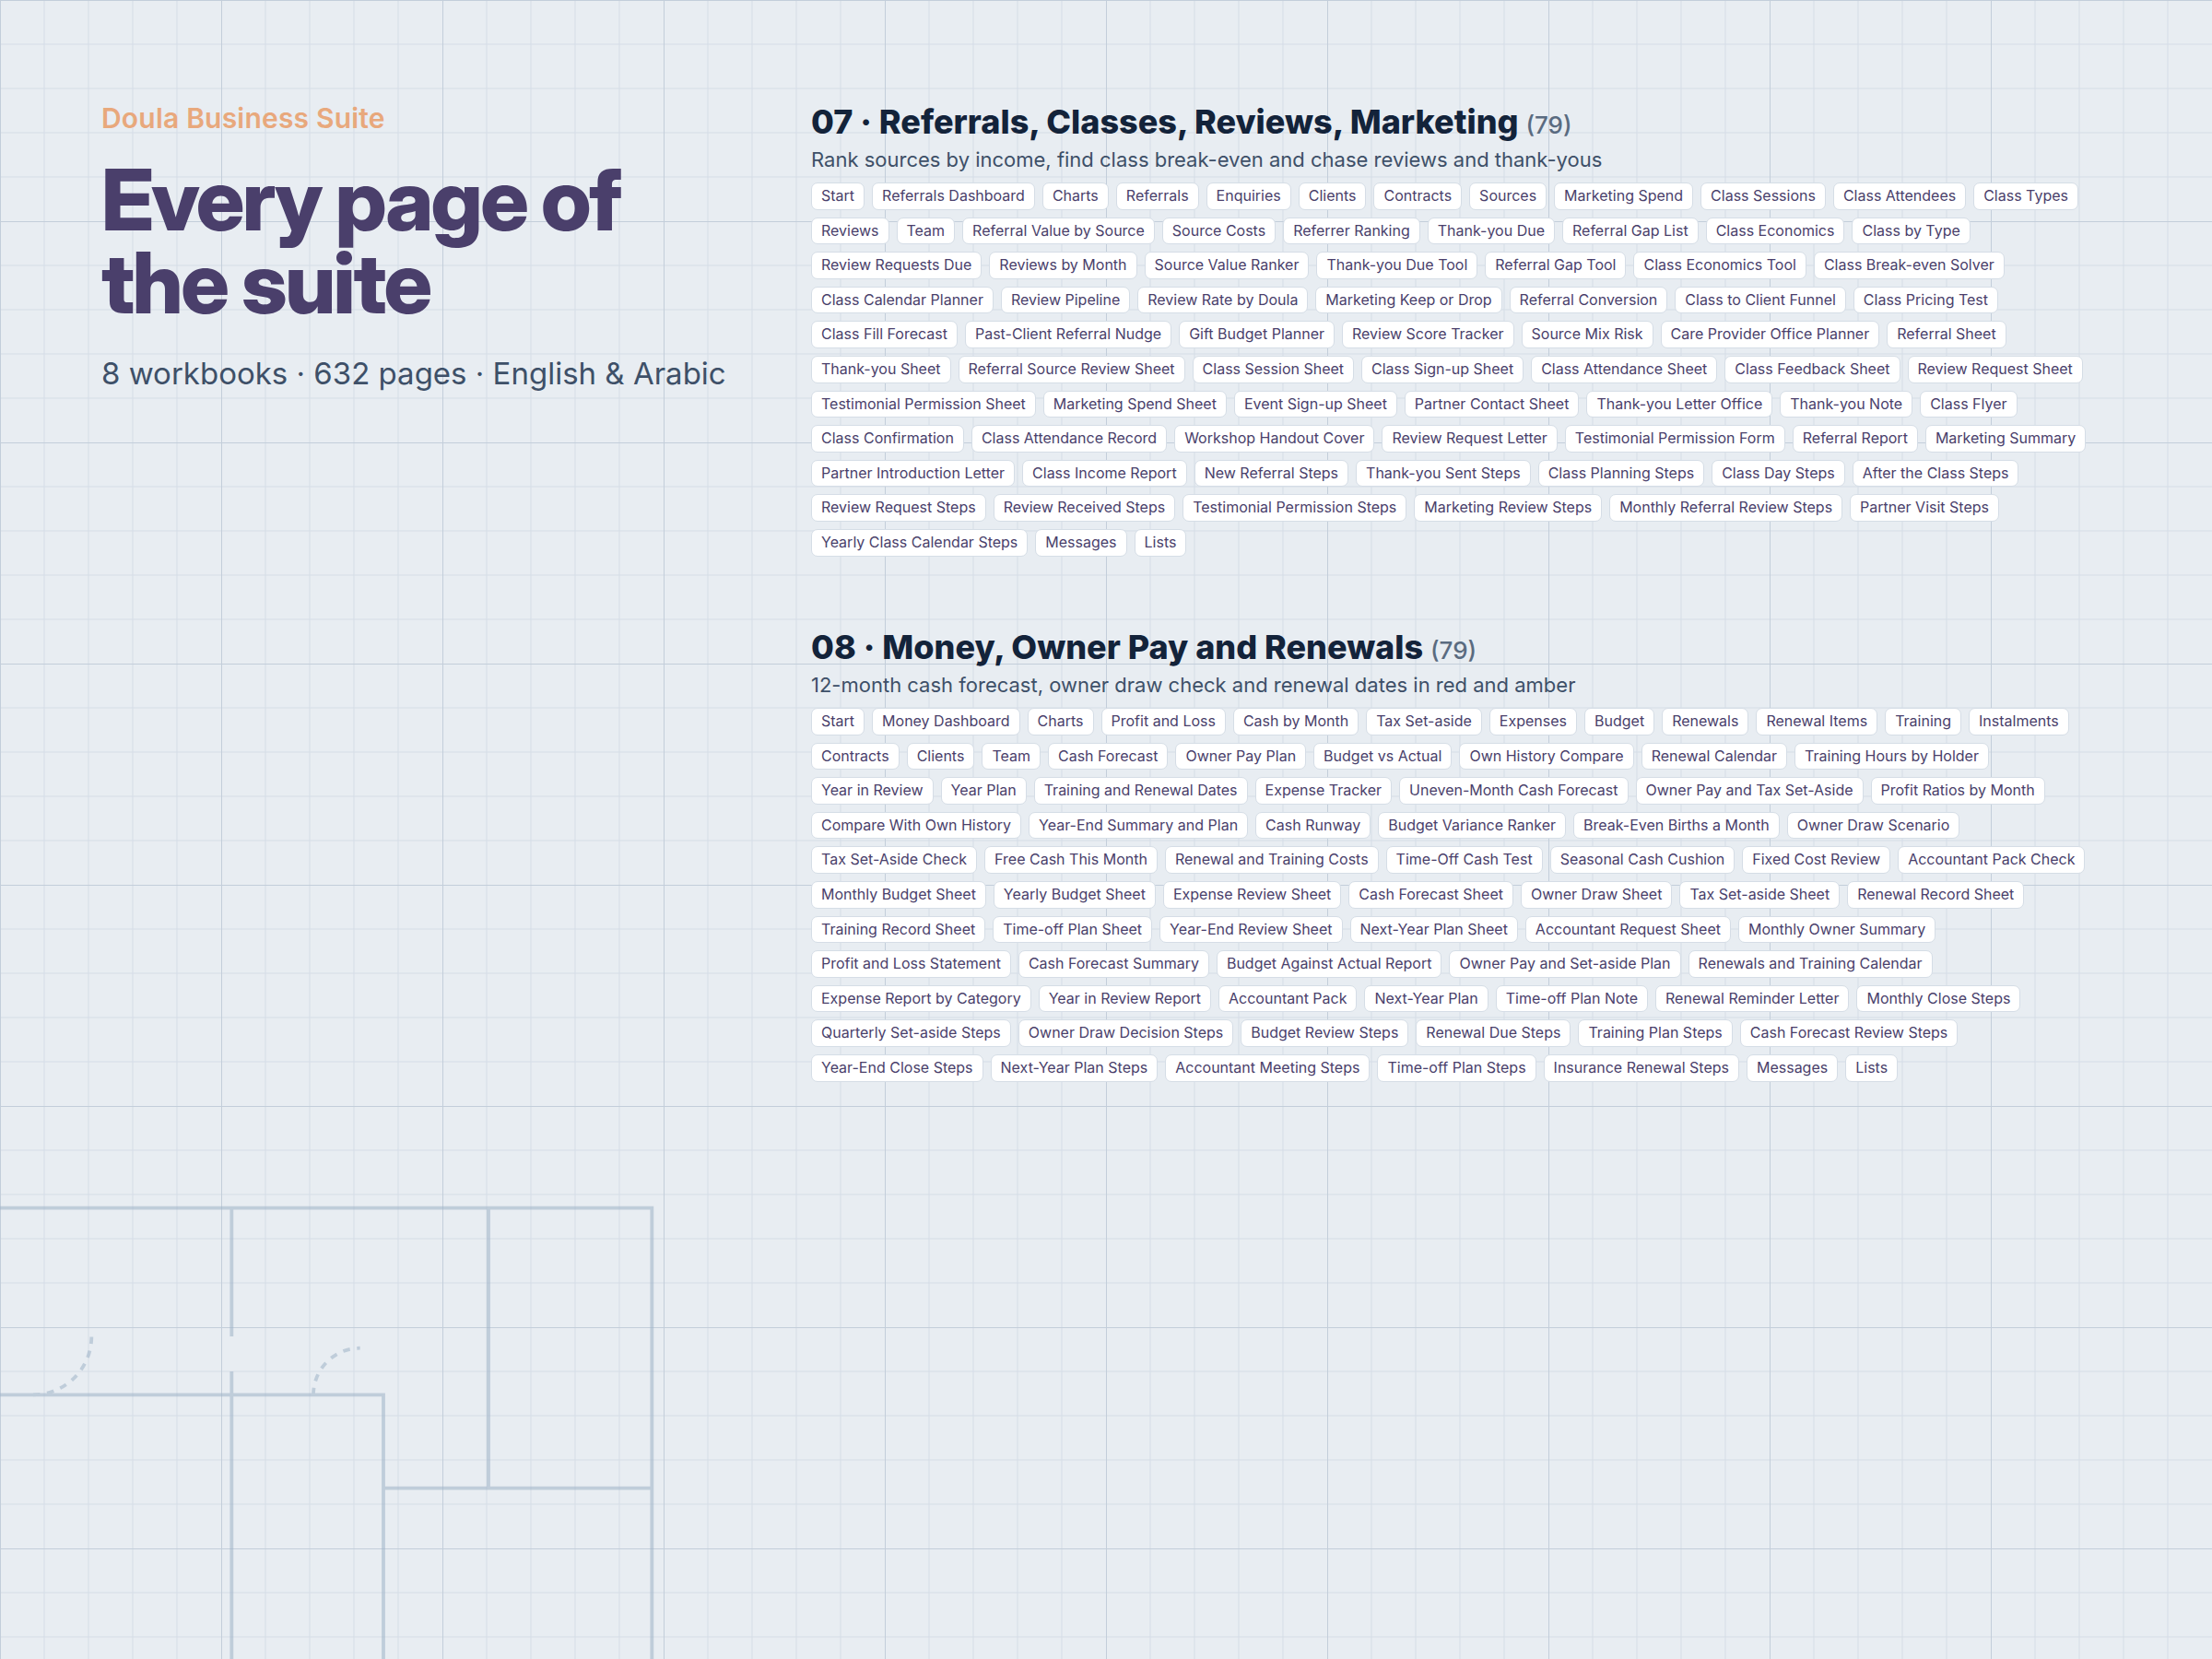 Doula Business Suite
Every page of
the suite
8 workbooks · 632 pages · English & Arabic
07 · Referrals, Classes, Reviews, Marketing (79)
Rank sources by income, find class break-even and chase reviews and thank-yous
Start Referrals Dashboard Charts Referrals Enquiries Clients Contracts Sources Marketing Spend Class Sessions Class Attendees Class Types
Reviews Team Referral Value by Source Source Costs Referrer Ranking Thank-you Due Referral Gap List Class Economics Class by Type
Review Requests Due Reviews by Month Source Value Ranker Thank-you Due Tool Referral Gap Tool Class Economics Tool Class Break-even Solver
Class Calendar Planner Review Pipeline Review Rate by Doula Marketing Keep or Drop Referral Conversion Class to Client Funnel Class Pricing Test
Class Fill Forecast Past-Client Referral Nudge Gift Budget Planner Review Score Tracker Source Mix Risk Care Provider Office Planner Referral Sheet
Thank-you Sheet Referral Source Review Sheet Class Session Sheet Class Sign-up Sheet Class Attendance Sheet Class Feedback Sheet Review Request Sheet
Testimonial Permission Sheet Marketing Spend Sheet Event Sign-up Sheet Partner Contact Sheet Thank-you Letter Office Thank-you Note Class Flyer
Class Confirmation Class Attendance Record Workshop Handout Cover Review Request Letter Testimonial Permission Form Referral Report Marketing Summary
Partner Introduction Letter Class Income Report New Referral Steps Thank-you Sent Steps Class Planning Steps Class Day Steps After the Class Steps
Review Request Steps Review Received Steps Testimonial Permission Steps Marketing Review Steps Monthly Referral Review Steps Partner Visit Steps
Yearly Class Calendar Steps Messages Lists
08 · Money, Owner Pay and Renewals (79)
12-month cash forecast, owner draw check and renewal dates in red and amber
Start Money Dashboard Charts Profit and Loss Cash by Month Tax Set-aside Expenses Budget Renewals Renewal Items Training Instalments
Contracts Clients Team Cash Forecast Owner Pay Plan Budget vs Actual Own History Compare Renewal Calendar Training Hours by Holder
Year in Review Year Plan Training and Renewal Dates Expense Tracker Uneven-Month Cash Forecast Owner Pay and Tax Set-Aside Profit Ratios by Month
Compare With Own History Year-End Summary and Plan Cash Runway Budget Variance Ranker Break-Even Births a Month Owner Draw Scenario
Tax Set-Aside Check Free Cash This Month Renewal and Training Costs Time-Off Cash Test Seasonal Cash Cushion Fixed Cost Review Accountant Pack Check
Monthly Budget Sheet Yearly Budget Sheet Expense Review Sheet Cash Forecast Sheet Owner Draw Sheet Tax Set-aside Sheet Renewal Record Sheet
Training Record Sheet Time-off Plan Sheet Year-End Review Sheet Next-Year Plan Sheet Accountant Request Sheet Monthly Owner Summary
Profit and Loss Statement Cash Forecast Summary Budget Against Actual Report Owner Pay and Set-aside Plan Renewals and Training Calendar
Expense Report by Category Year in Review Report Accountant Pack Next-Year Plan Time-off Plan Note Renewal Reminder Letter Monthly Close Steps
Quarterly Set-aside Steps Owner Draw Decision Steps Budget Review Steps Renewal Due Steps Training Plan Steps Cash Forecast Review Steps
Year-End Close Steps Next-Year Plan Steps Accountant Meeting Steps Time-off Plan Steps Insurance Renewal Steps Messages Lists